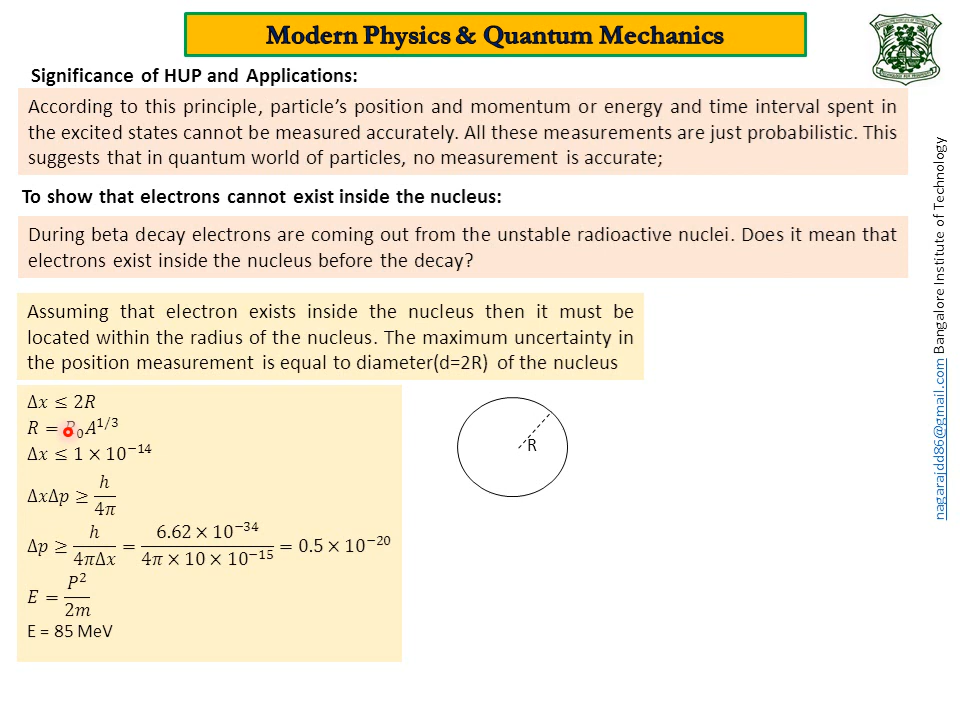 Modern Physics & Quantum Mechanics
Significance of HUP and Applications:
According to this principle, particle's position and momentum or energy and time interval spent in
the excited states cannot be measured accurately. All these measurements are just probabilistic. This
suggests that in quantum world of particles, no measurement is accurate;
To show that electrons cannot exist inside the nucleus:
During beta decay electrons are coming out from the unstable radioactive nuclei. Does it mean that
electrons exist inside the nucleus before the decay?
Assuming that electron exists inside the nucleus then it must be
located within the radius of the nucleus. The maximum uncertainty in
the position measurement is equal to diameter(d=2R) of the nucleus
Δx ≤ 2R
R = R₀A^{1/3}
Δx ≤ 1 × 10⁻¹⁴
ΔxΔp ≥ h/4π
Δp ≥ h/4πΔx = 6.62 × 10⁻³⁴/4π × 10 × 10⁻¹⁵ = 0.5 × 10⁻²⁰
E = P²/2m
E = 85 MeV
R
nagarajdd86@gmail.com Bangalore Institute of Technology